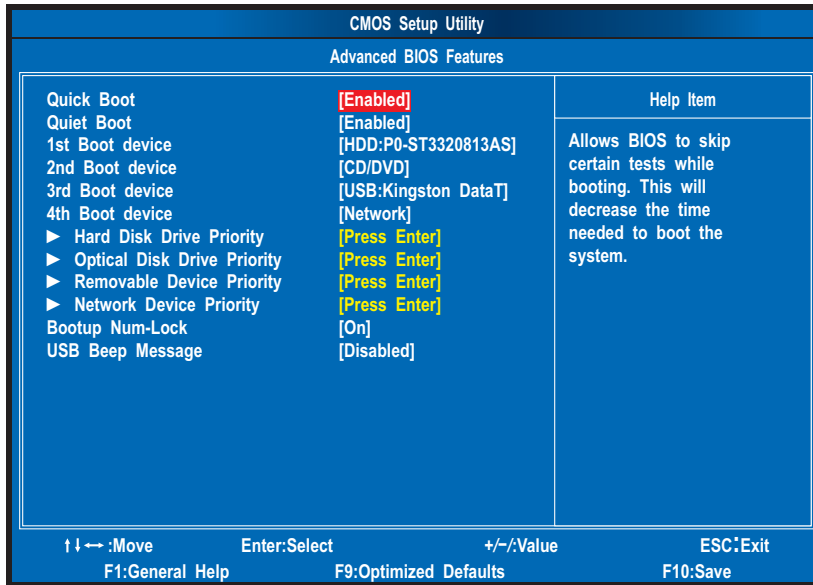 CMOS Setup Utility
Advanced BIOS Features
Quick Boot [Enabled]
Quiet Boot [Enabled]
1st Boot device [HDD:P0-ST3320813AS]
2nd Boot device [CD/DVD]
3rd Boot device [USB:Kingston DataT]
4th Boot device [Network]
► Hard Disk Drive Priority [Press Enter]
► Optical Disk Drive Priority [Press Enter]
► Removable Device Priority [Press Enter]
► Network Device Priority [Press Enter]
Bootup Num-Lock [On]
USB Beep Message [Disabled]
Help Item
Allows BIOS to skip
certain tests while
booting. This will
decrease the time
needed to boot the
system.
↑↓↔:Move Enter:Select +/−/:Value ESC:Exit
F1:General Help F9:Optimized Defaults F10:Save